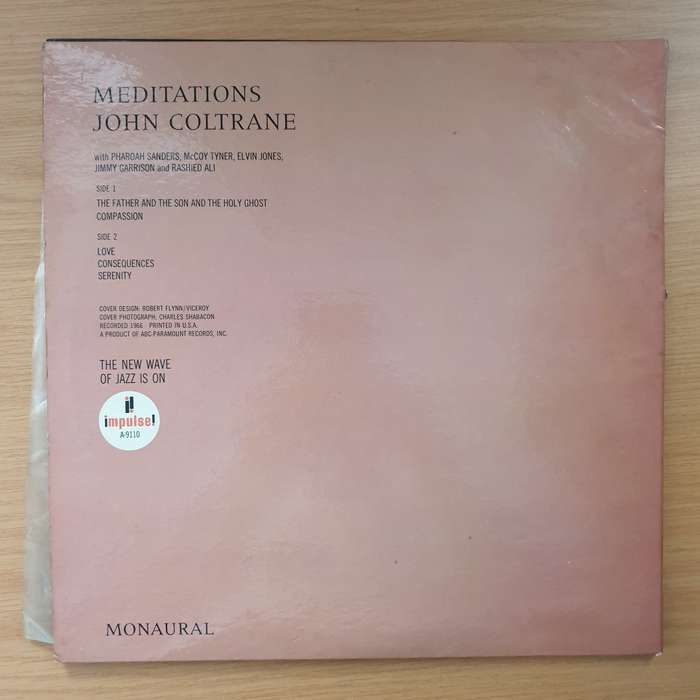 MEDITATIONS
JOHN COLTRANE
with PHAROAH SANDERS, McCOY TYNER, ELVIN JONES,
JIMMY GARRISON and RASHIED ALI
SIDE 1
THE FATHER AND THE SON AND THE HOLY GHOST
COMPASSION
SIDE 2
LOVE
CONSEQUENCES
SERENITY
COVER DESIGN: ROBERT FLYNN/VICEROY
COVER PHOTOGRAPH: CHARLES SHABACON
RECORDED 1966 PRINTED IN U.S.A.
A PRODUCT OF ABC-PARAMOUNT RECORDS, INC.
THE NEW WAVE
OF JAZZ IS ON
i!
impulse!
A-9110
MONAURAL